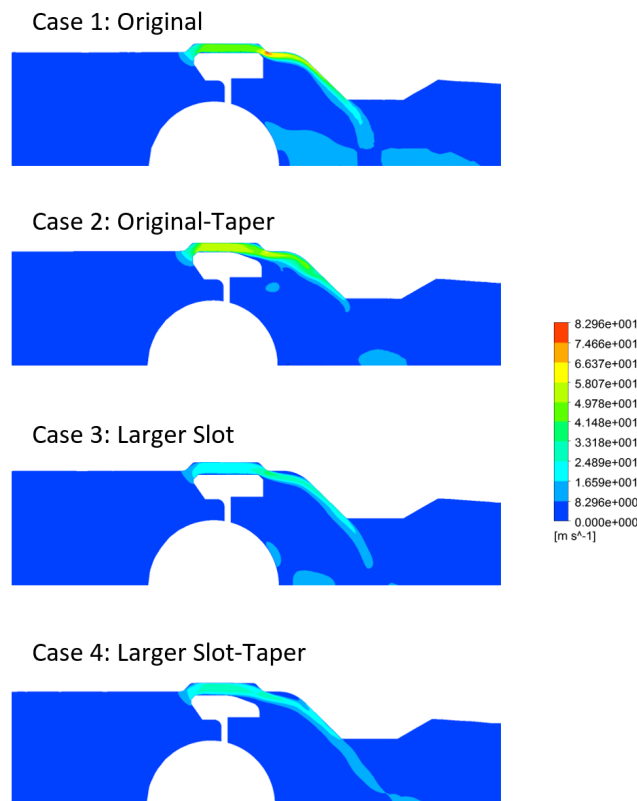 Case 1: Original
Case 2: Original-Taper
Case 3: Larger Slot
Case 4: Larger Slot-Taper
8.296e+001
7.466e+001
6.637e+001
5.807e+001
4.978e+001
4.148e+001
3.318e+001
2.489e+001
1.659e+001
8.296e+000
0.000e+000
[m s^-1]